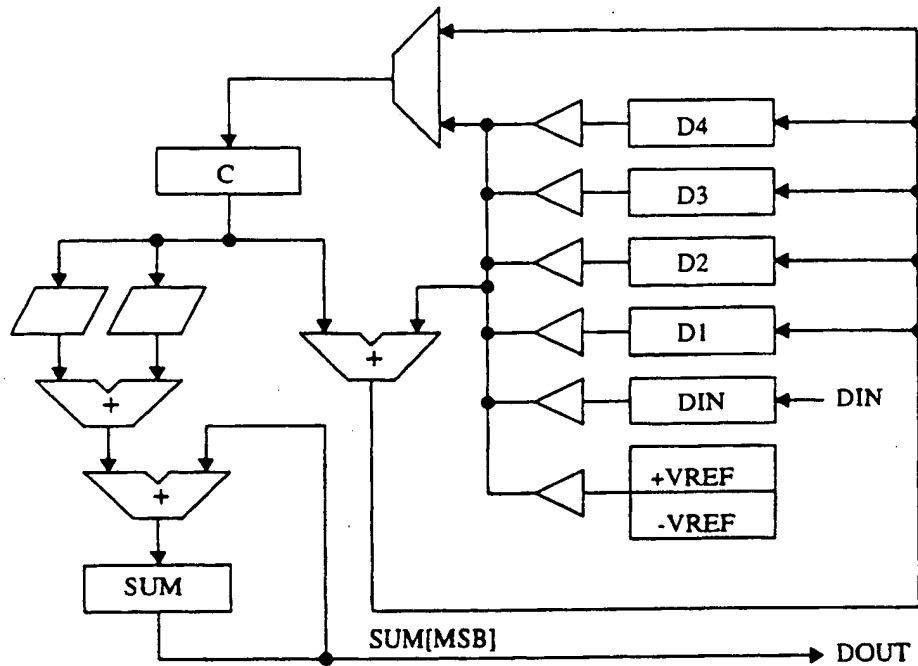 D4
C
D3
D2
+
D1
+
DIN
DIN
+
+VREF
-VREF
SUM
SUM[MSB]
DOUT